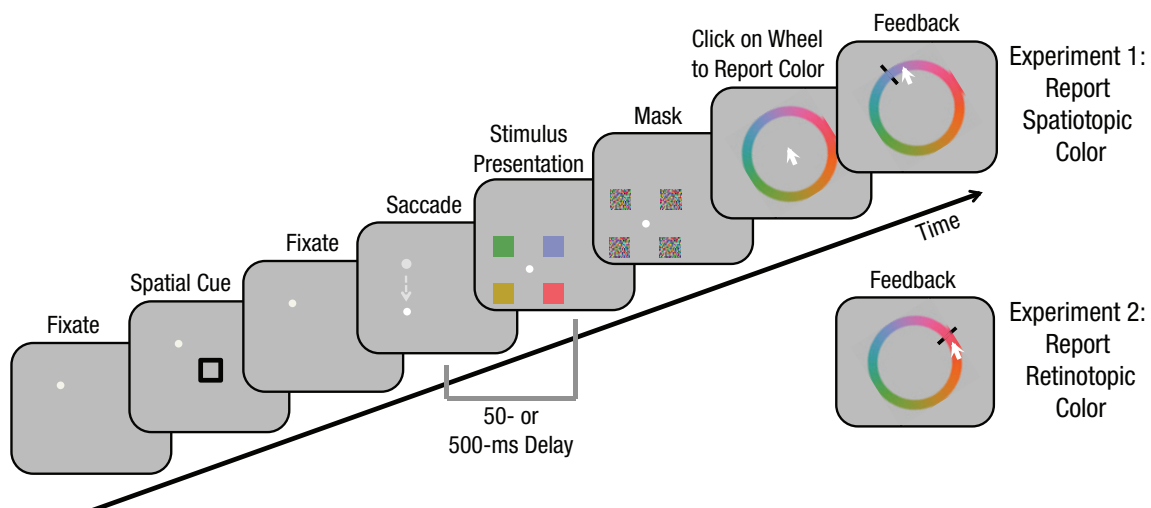 Fixate
Spatial Cue
Fixate
Saccade
Stimulus
Presentation
Mask
Click on Wheel
to Report Color
Feedback
Experiment 1:
Report
Spatiotopic
Color
Time
50- or
500-ms Delay
Feedback
Experiment 2:
Report
Retinotopic
Color